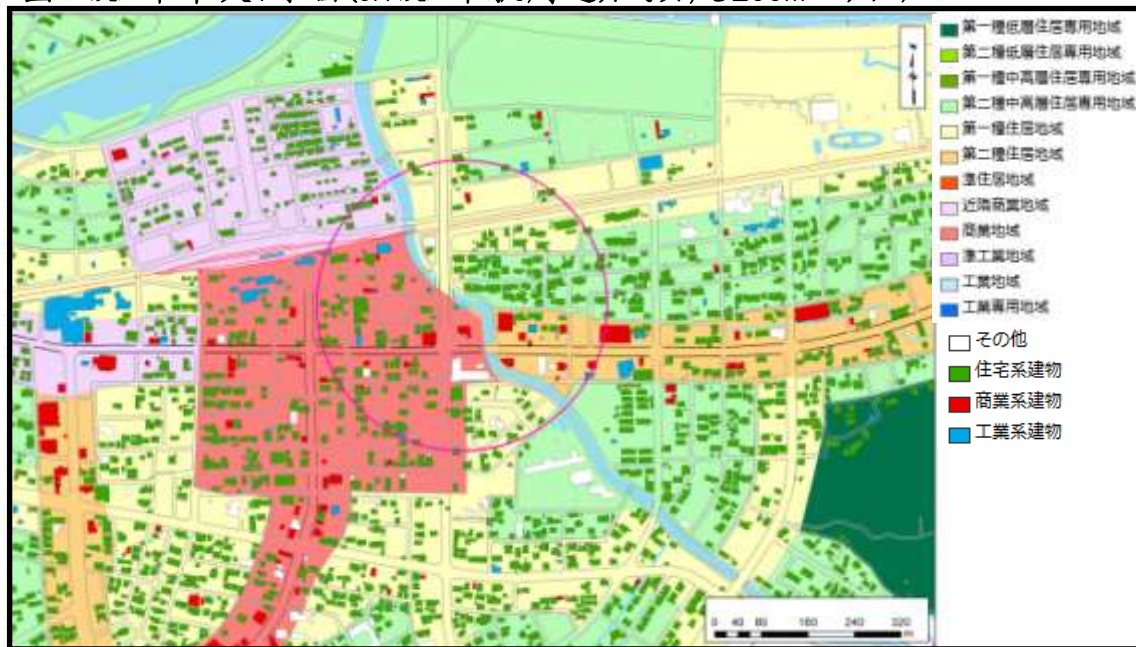 第一種低層住居専用地域
第二種低層住居専用地域
第一種中高層住居専用地域
第二種中高層住居専用地域
第一種住居地域
第二種住居地域
準住居地域
近隣商業地域
商業地域
準工業地域
工業地域
工業専用地域
その他
住宅系建物
商業系建物
工業系建物
0 40 80 160 240 320